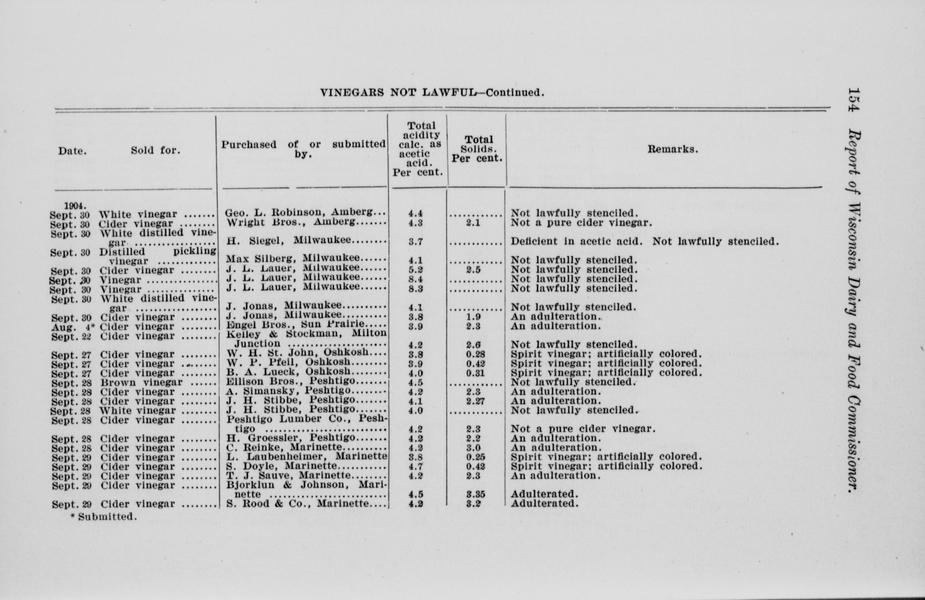 VINEGARS NOT LAWFUL—Continued.
Date. Sold for. Purchased of or submitted by. Total acidity calc. as acetic acid. Per cent. Total Solids. Per cent. Remarks.
1904.
Sept. 30 White vinegar ....... Geo. L. Robinson, Amberg... 4.4 ............ Not lawfully stenciled.
Sept. 30 Cider vinegar ........ Wright Bros., Amberg....... 4.3 2.1 Not a pure cider vinegar.
Sept. 30 White distilled vine-
gar .................. H. Siegel, Milwaukee........ 3.7 ............ Deficient in acetic acid. Not lawfully stenciled.
Sept. 30 Distilled pickling
vinegar ............. Max Silberg, Milwaukee...... 4.1 ............ Not lawfully stenciled.
Sept. 30 Cider vinegar ........ J. L. Lauer, Milwaukee...... 5.2 2.5 Not lawfully stenciled.
Sept. 30 Vinegar ............... J. L. Lauer, Milwaukee...... 8.4 ............ Not lawfully stenciled.
Sept. 30 Vinegar ............... J. L. Lauer, Milwaukee...... 8.3 ............ Not lawfully stenciled.
Sept. 30 White distilled vine-
gar .................. J. Jonas, Milwaukee.......... 4.1 ............ Not lawfully stenciled.
Sept. 30 Cider vinegar ........ J. Jonas, Milwaukee.......... 3.8 1.9 An adulteration.
Aug. 4* Cider vinegar ........ Engel Bros., Sun Prairie..... 3.9 2.3 An adulteration.
Sept. 22 Cider vinegar ........ Kelley & Stockman, Milton
Junction ..................... 4.2 2.6 Not lawfully stenciled.
Sept. 27 Cider vinegar ........ W. H. St. John, Oshkosh.... 3.8 0.28 Spirit vinegar; artificially colored.
Sept. 27 Cider vinegar ........ W. P. Pfeil, Oshkosh......... 3.9 0.42 Spirit vinegar; artificially colored.
Sept. 27 Cider vinegar ........ B. A. Lueck, Oshkosh........ 4.0 0.31 Spirit vinegar; artificially colored.
Sept. 28 Brown vinegar ...... Ellison Bros., Peshtigo....... 4.5 ............ Not lawfully stenciled.
Sept. 28 Cider vinegar ........ A. Simansky, Peshtigo........ 4.2 2.3 An adulteration.
Sept. 28 Cider vinegar ........ J. H. Stibbe, Peshtigo........ 4.1 2.27 An adulteration.
Sept. 28 White vinegar ....... J. H. Stibbe, Peshtigo........ 4.0 ............ Not lawfully stenciled.
Sept. 28 Cider vinegar ........ Peshtigo Lumber Co., Pesh-
tigo ......................... 4.2 2.3 Not a pure cider vinegar.
Sept. 28 Cider vinegar ........ H. Groessler, Peshtigo....... 4.2 2.2 An adulteration.
Sept. 28 Cider vinegar ........ C. Reinke, Marinette......... 4.2 3.0 An adulteration.
Sept. 29 Cider vinegar ........ L. Laubenheimer, Marinette 3.8 0.25 Spirit vinegar; artificially colored.
Sept. 29 Cider vinegar ........ S. Doyle, Marinette........... 4.7 0.42 Spirit vinegar; artificially colored.
Sept. 29 Cider vinegar ........ T. J. Sauve, Marinette........ 4.2 2.3 An adulteration.
Sept. 29 Cider vinegar ........ Bjorklun & Johnson, Mari-
nette ........................ 4.5 3.35 Adulterated.
Sept. 29 Cider vinegar ........ S. Rood & Co., Marinette.... 4.2 3.2 Adulterated.
* Submitted.
154 Report of Wisconsin Dairy and Food Commissioner.